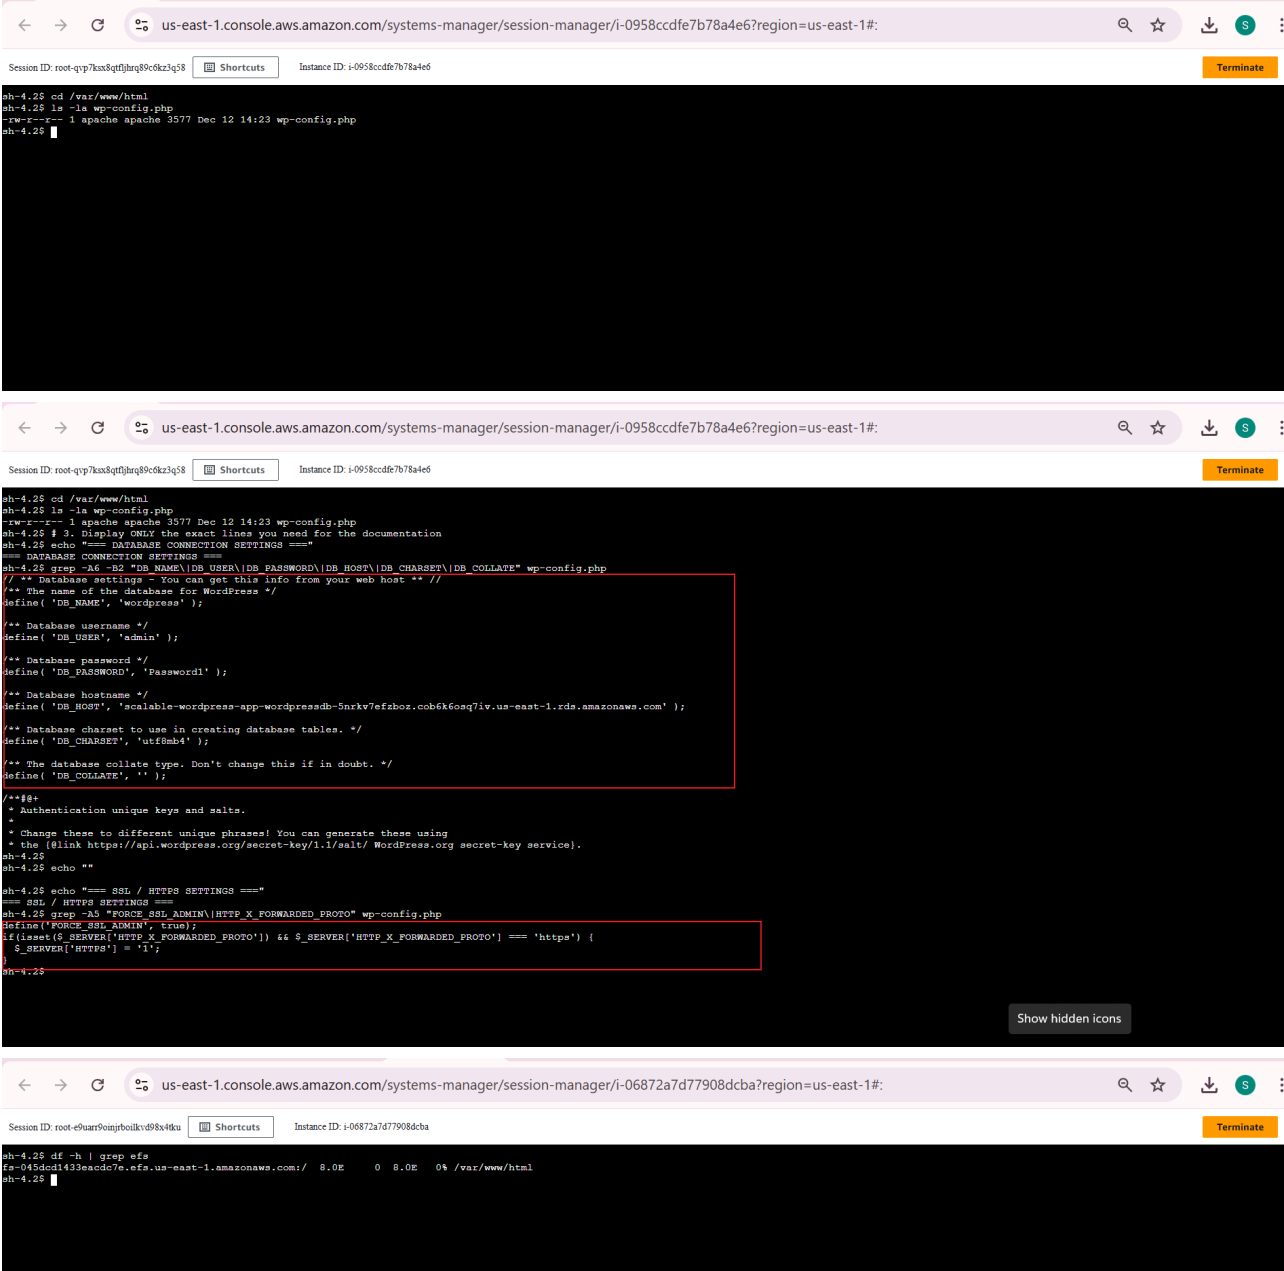 us-east-1.console.aws.amazon.com/systems-manager/session-manager/i-0958ccdfe7b78a4e6?region=us-east-1#:
S
Session ID: root-qvp7ksx8qtfljhrq89c6kz3q58
Shortcuts
Instance ID: i-0958ccdfe7b78a4e6
Terminate
sh-4.2$ cd /var/www/html
sh-4.2$ ls -la wp-config.php
-rw-r--r-- 1 apache apache 3577 Dec 12 14:23 wp-config.php
sh-4.2$
us-east-1.console.aws.amazon.com/systems-manager/session-manager/i-0958ccdfe7b78a4e6?region=us-east-1#:
S
Session ID: root-qvp7ksx8qtfljhrq89c6kz3q58
Shortcuts
Instance ID: i-0958ccdfe7b78a4e6
Terminate
sh-4.2$ cd /var/www/html
sh-4.2$ ls -la wp-config.php
-rw-r--r-- 1 apache apache 3577 Dec 12 14:23 wp-config.php
sh-4.2$ # 3. Display ONLY the exact lines you need for the documentation
sh-4.2$ echo "=== DATABASE CONNECTION SETTINGS ==="
=== DATABASE CONNECTION SETTINGS ===
sh-4.2$ grep -A6 -B2 "DB_NAME\|DB_USER\|DB_PASSWORD\|DB_HOST\|DB_CHARSET\|DB_COLLATE" wp-config.php
// ** Database settings - You can get this info from your web host ** //
/** The name of the database for WordPress */
define( 'DB_NAME', 'wordpress' );
/** Database username */
define( 'DB_USER', 'admin' );
/** Database password */
define( 'DB_PASSWORD', 'Password1' );
/** Database hostname */
define( 'DB_HOST', 'scalable-wordpress-app-wordpressdb-5nrkv7efzboz.cob6k6osq7iv.us-east-1.rds.amazonaws.com' );
/** Database charset to use in creating database tables. */
define( 'DB_CHARSET', 'utf8mb4' );
/** The database collate type. Don't change this if in doubt. */
define( 'DB_COLLATE', '' );
/**#@+
 * Authentication unique keys and salts.
 *
 * Change these to different unique phrases! You can generate these using
 * the {@link https://api.wordpress.org/secret-key/1.1/salt/ WordPress.org secret-key service}.
sh-4.2$
sh-4.2$ echo ""
sh-4.2$ echo "=== SSL / HTTPS SETTINGS ==="
=== SSL / HTTPS SETTINGS ===
sh-4.2$ grep -A5 "FORCE_SSL_ADMIN\|HTTP_X_FORWARDED_PROTO" wp-config.php
define('FORCE_SSL_ADMIN', true);
if(isset($_SERVER['HTTP_X_FORWARDED_PROTO']) && $_SERVER['HTTP_X_FORWARDED_PROTO'] === 'https') {
  $_SERVER['HTTPS'] = '1';
}
sh-4.2$
Show hidden icons
us-east-1.console.aws.amazon.com/systems-manager/session-manager/i-06872a7d77908dcba?region=us-east-1#:
S
Session ID: root-e9uarr9oinjrboilkvd98x4tku
Shortcuts
Instance ID: i-06872a7d77908dcba
Terminate
sh-4.2$ df -h | grep efs
fs-045dcd1433eacdc7e.efs.us-east-1.amazonaws.com:/  8.0E     0  8.0E   0% /var/www/html
sh-4.2$